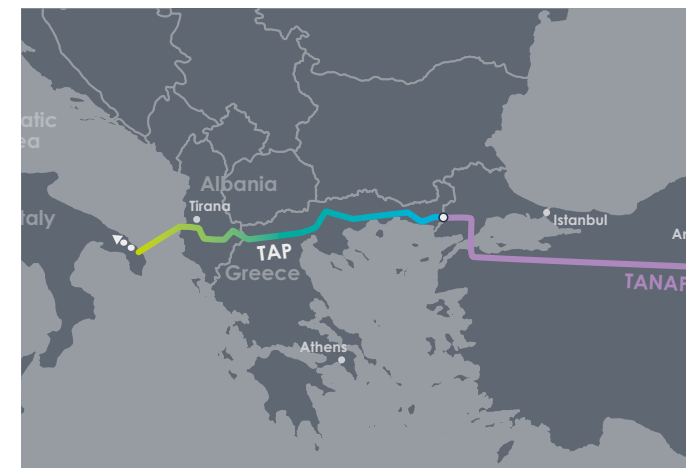 atic
ea
Albania
Tirana
Italy
Istanbul
TAP
Greece
TANAP
Athens